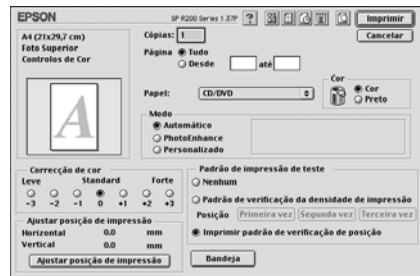 EPSON
SP R200 Series 1.37P
Imprimir
A4 (21x29,7 cm)
Foto Superior
Controlos de Cor
Cópias: 1
Cancelar
Página
Tudo
Desde
até
A
Papel:
CD/DVD
Cor
Cor
Preto
Modo
Automático
PhotoEnhance
Personalizado
Correcção de cor
Leve Standard Forte
-3 -2 -1 0 +1 +2 +3
Ajustar posição de impressão
Horizontal 0.0 mm
Vertical 0.0 mm
Ajustar posição de impressão
Padrão de impressão de teste
Nenhum
Padrão de verificação da densidade de impressão
Posição Primeira vez Segunda vez Terceira vez
Imprimir padrão de verificação de posição
Bandeja